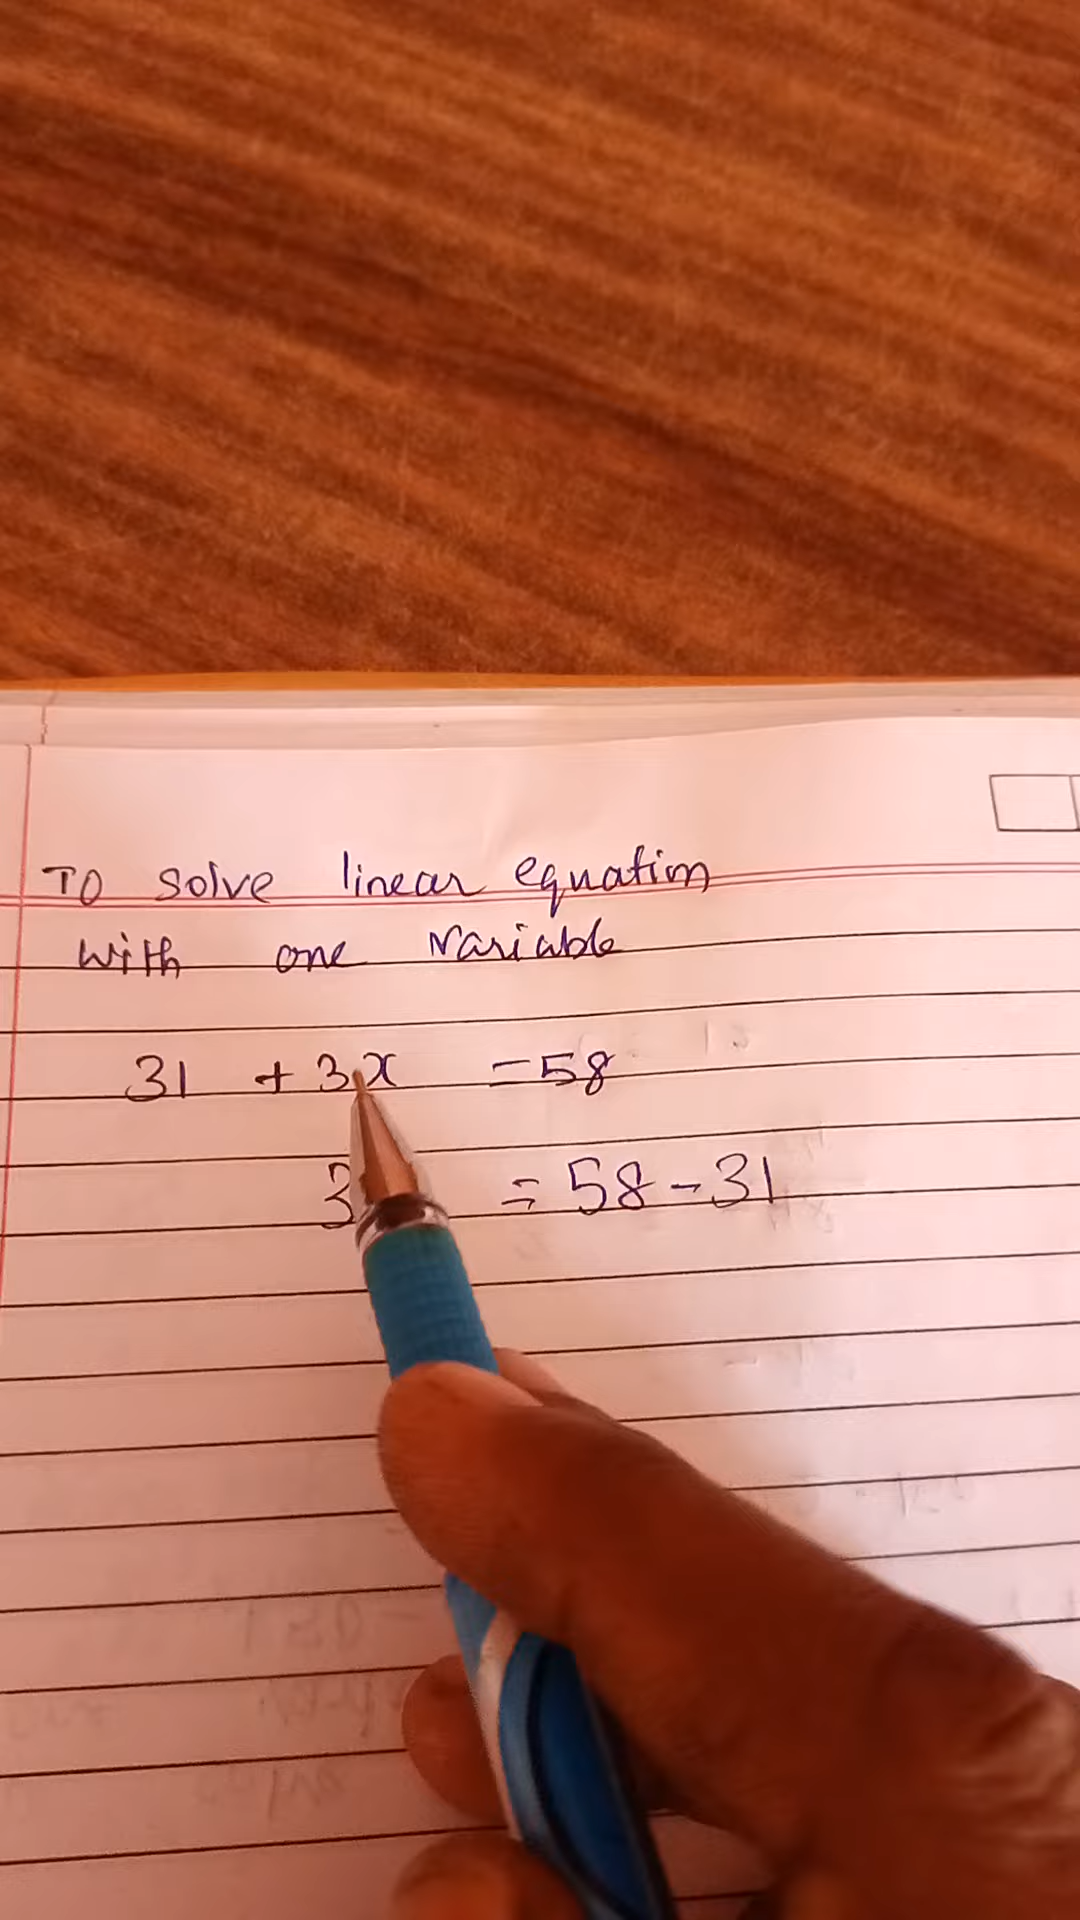 To solve linear equation
with one variable
31 + 3x = 58
3 = 58 - 31